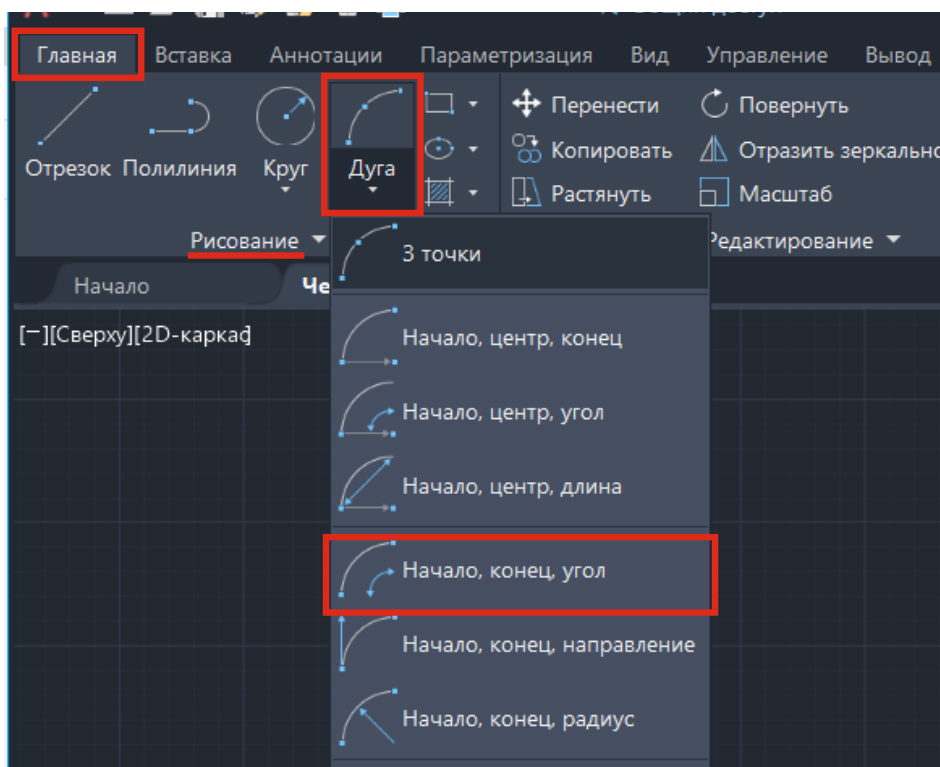 Главная Вставка Аннотации Параметризация Вид Управление Вывод
Перенести Повернуть
Копировать Отразить зеркально
Отрезок Полилиния Круг Дуга
Растянуть Масштаб
Рисование Редактирование
3 точки
Начало
[−][Сверху][2D-каркас]
Начало, центр, конец
Начало, центр, угол
Начало, центр, длина
Начало, конец, угол
Начало, конец, направление
Начало, конец, радиус